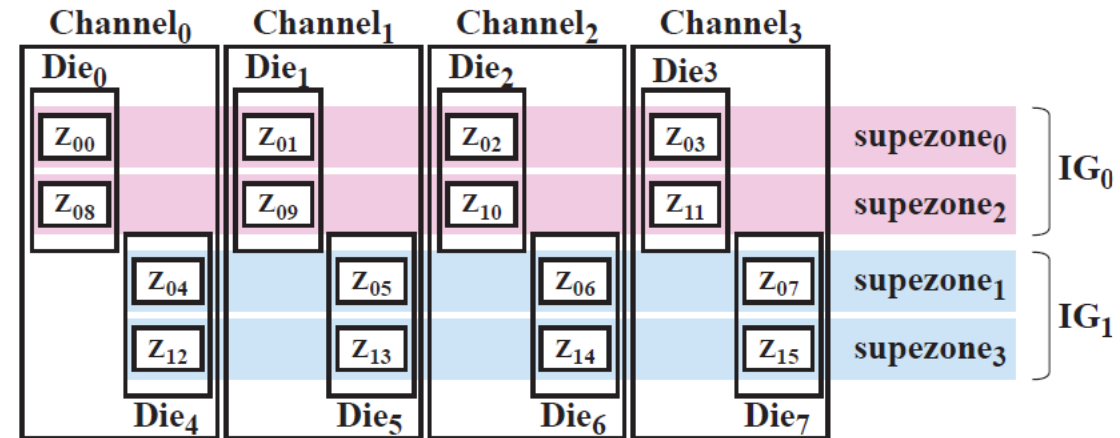 Channel₀ Channel₁ Channel₂ Channel₃
Die₀ Die₁ Die₂ Die3
Z₀₀ Z₀₁ Z₀₂ Z₀₃ supezone₀
IG₀
Z₀₈ Z₀₉ Z₁₀ Z₁₁ supezone₂
Z₀₄ Z₀₅ Z₀₆ Z₀₇ supezone₁
IG₁
Z₁₂ Z₁₃ Z₁₄ Z₁₅ supezone₃
Die₄ Die₅ Die₆ Die₇